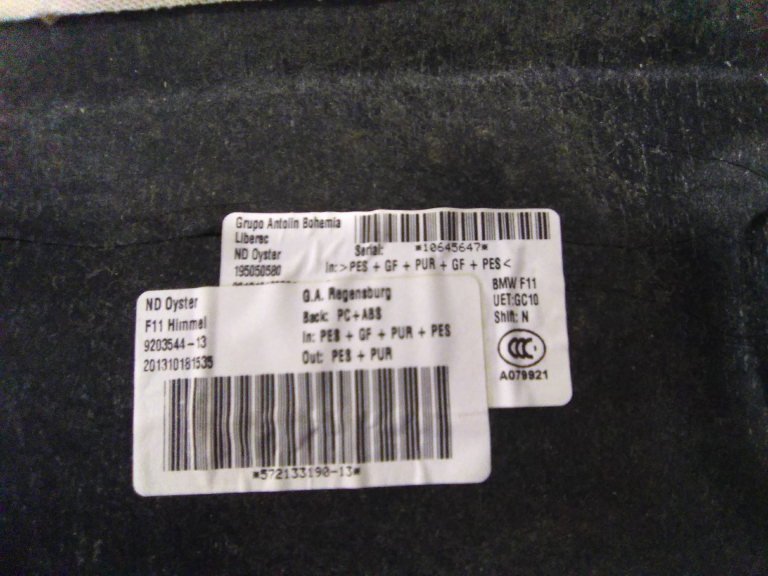 Grupo Antolin Bohemia
Liberec
ND Oyster
195050580
Serial: *10645647*
In: >PES + GF + PUR + GF + PES<
BMW F11
UET:GC10
Shift: N
CCC
A079921
ND Oyster
F11 Himmel
9203544-13
201310181535
G.A. Regensburg
Back: PC+ABS
In: PES + GF + PUR + PES
Out: PES + PUR
*572133190-13*